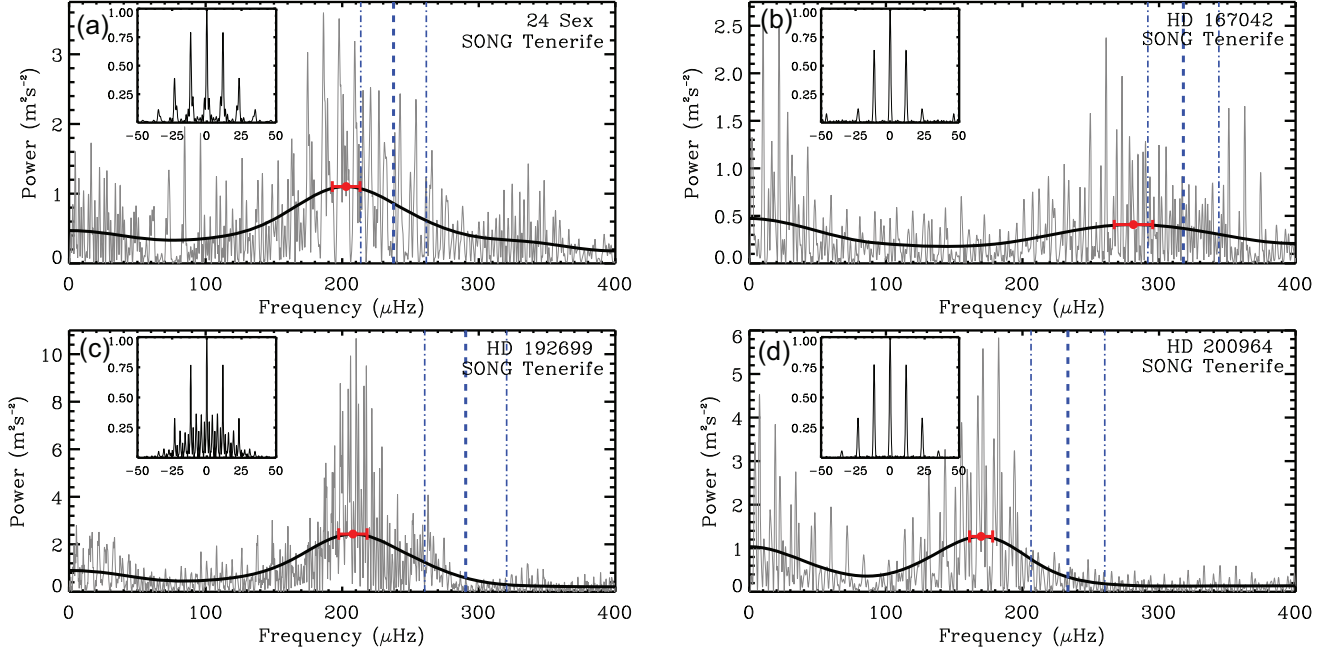 (a)
24 Sex
SONG Tenerife
1.00
0.75
0.50
0.25
-50 -25 0 25 50
3
2
1
0
Power (m²s⁻²)
0 100 200 300 400
Frequency (μHz)
(b)
HD 167042
SONG Tenerife
1.00
0.75
0.50
0.25
-50 -25 0 25 50
2.5
2.0
1.5
1.0
0.5
0.0
Power (m²s⁻²)
0 100 200 300 400
Frequency (μHz)
(c)
HD 192699
SONG Tenerife
1.00
0.75
0.50
0.25
-50 -25 0 25 50
10
8
6
4
2
0
Power (m²s⁻²)
0 100 200 300 400
Frequency (μHz)
(d)
HD 200964
SONG Tenerife
1.00
0.75
0.50
0.25
-50 -25 0 25 50
6
5
4
3
2
1
0
Power (m²s⁻²)
0 100 200 300 400
Frequency (μHz)